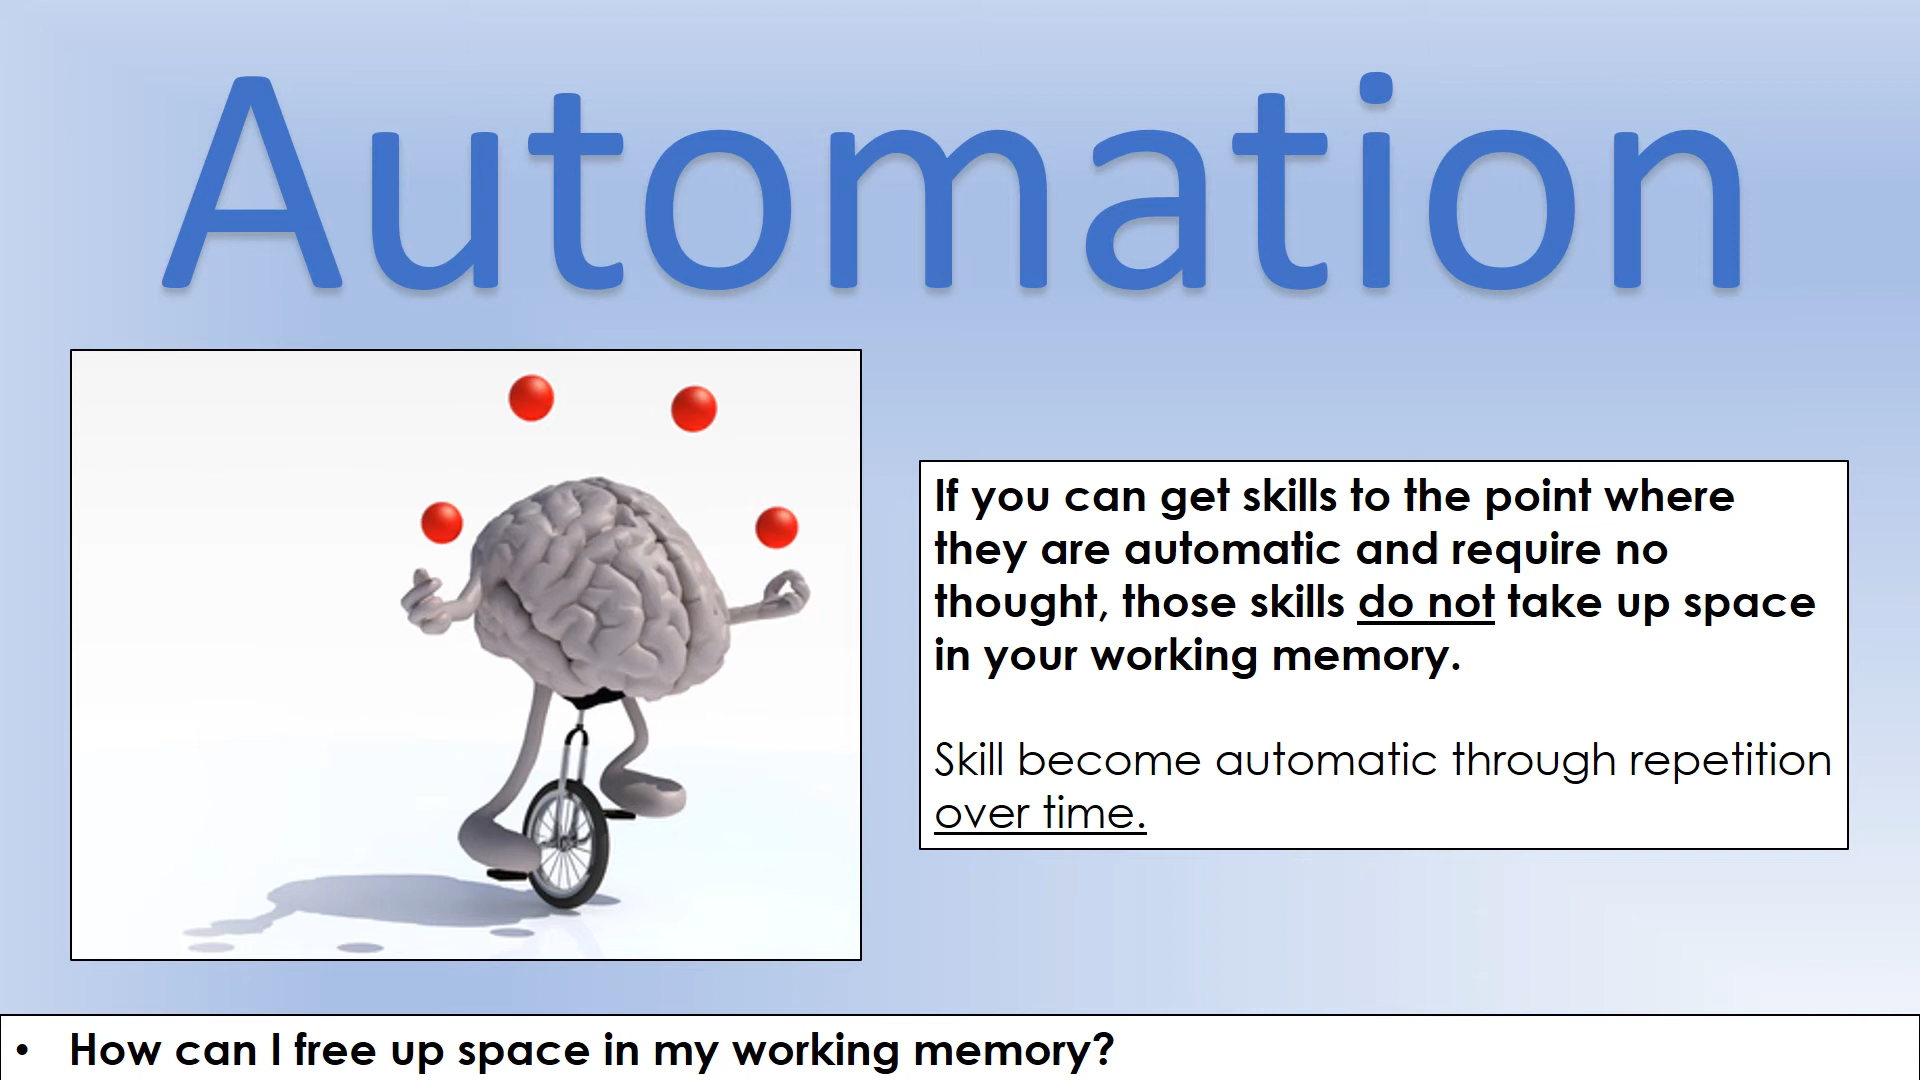 Automation
If you can get skills to the point where
they are automatic and require no
thought, those skills do not take up space
in your working memory.
Skill become automatic through repetition
over time.
• How can I free up space in my working memory?